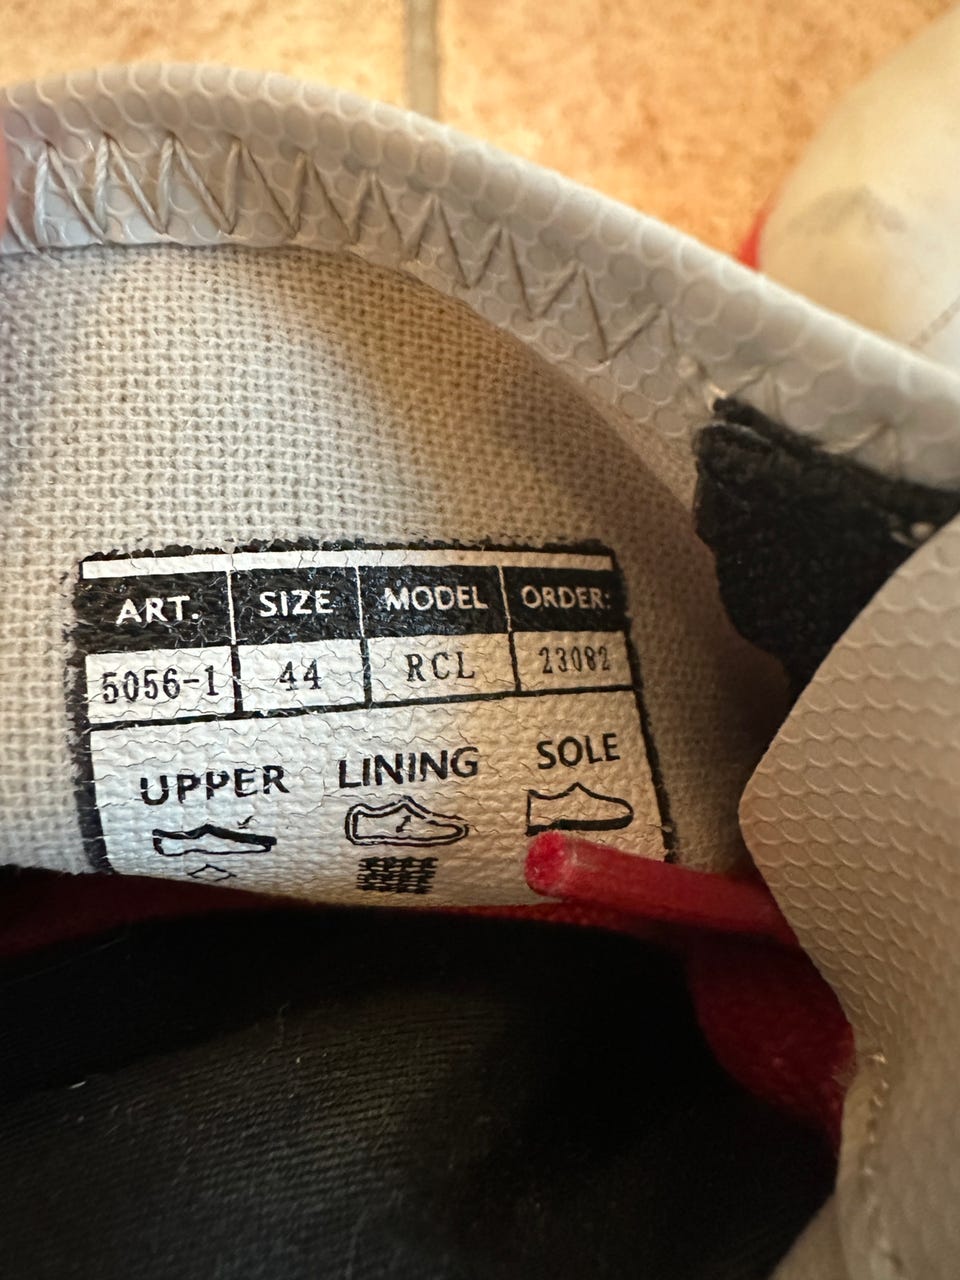 ART. SIZE MODEL ORDER:
5056-1 44 RCL 23082
UPPER LINING SOLE